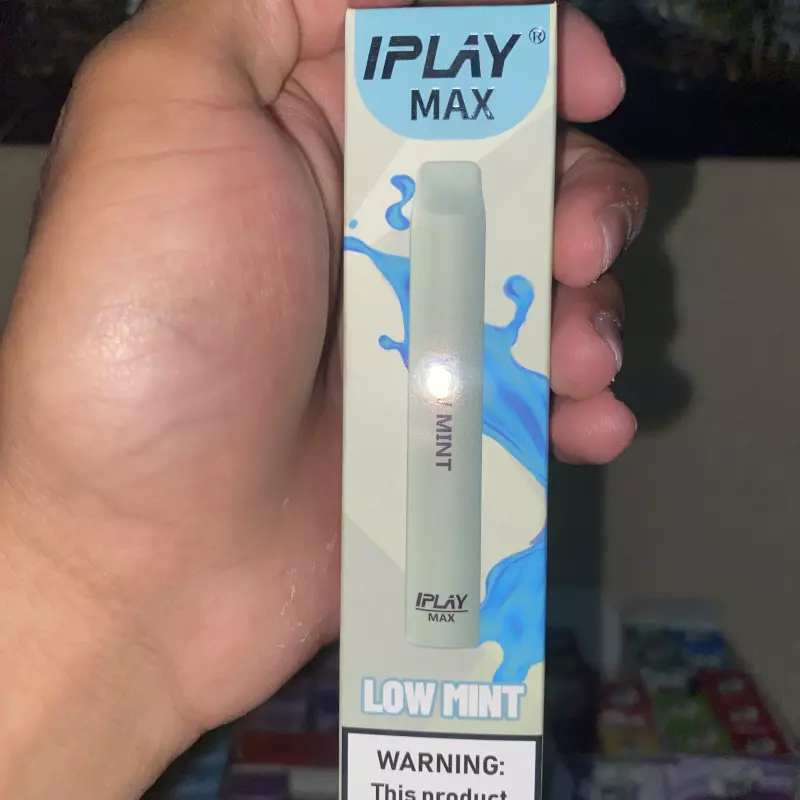 IPLAY®
MAX
MINT
IPLAY
MAX
LOW MINT
WARNING:
This product